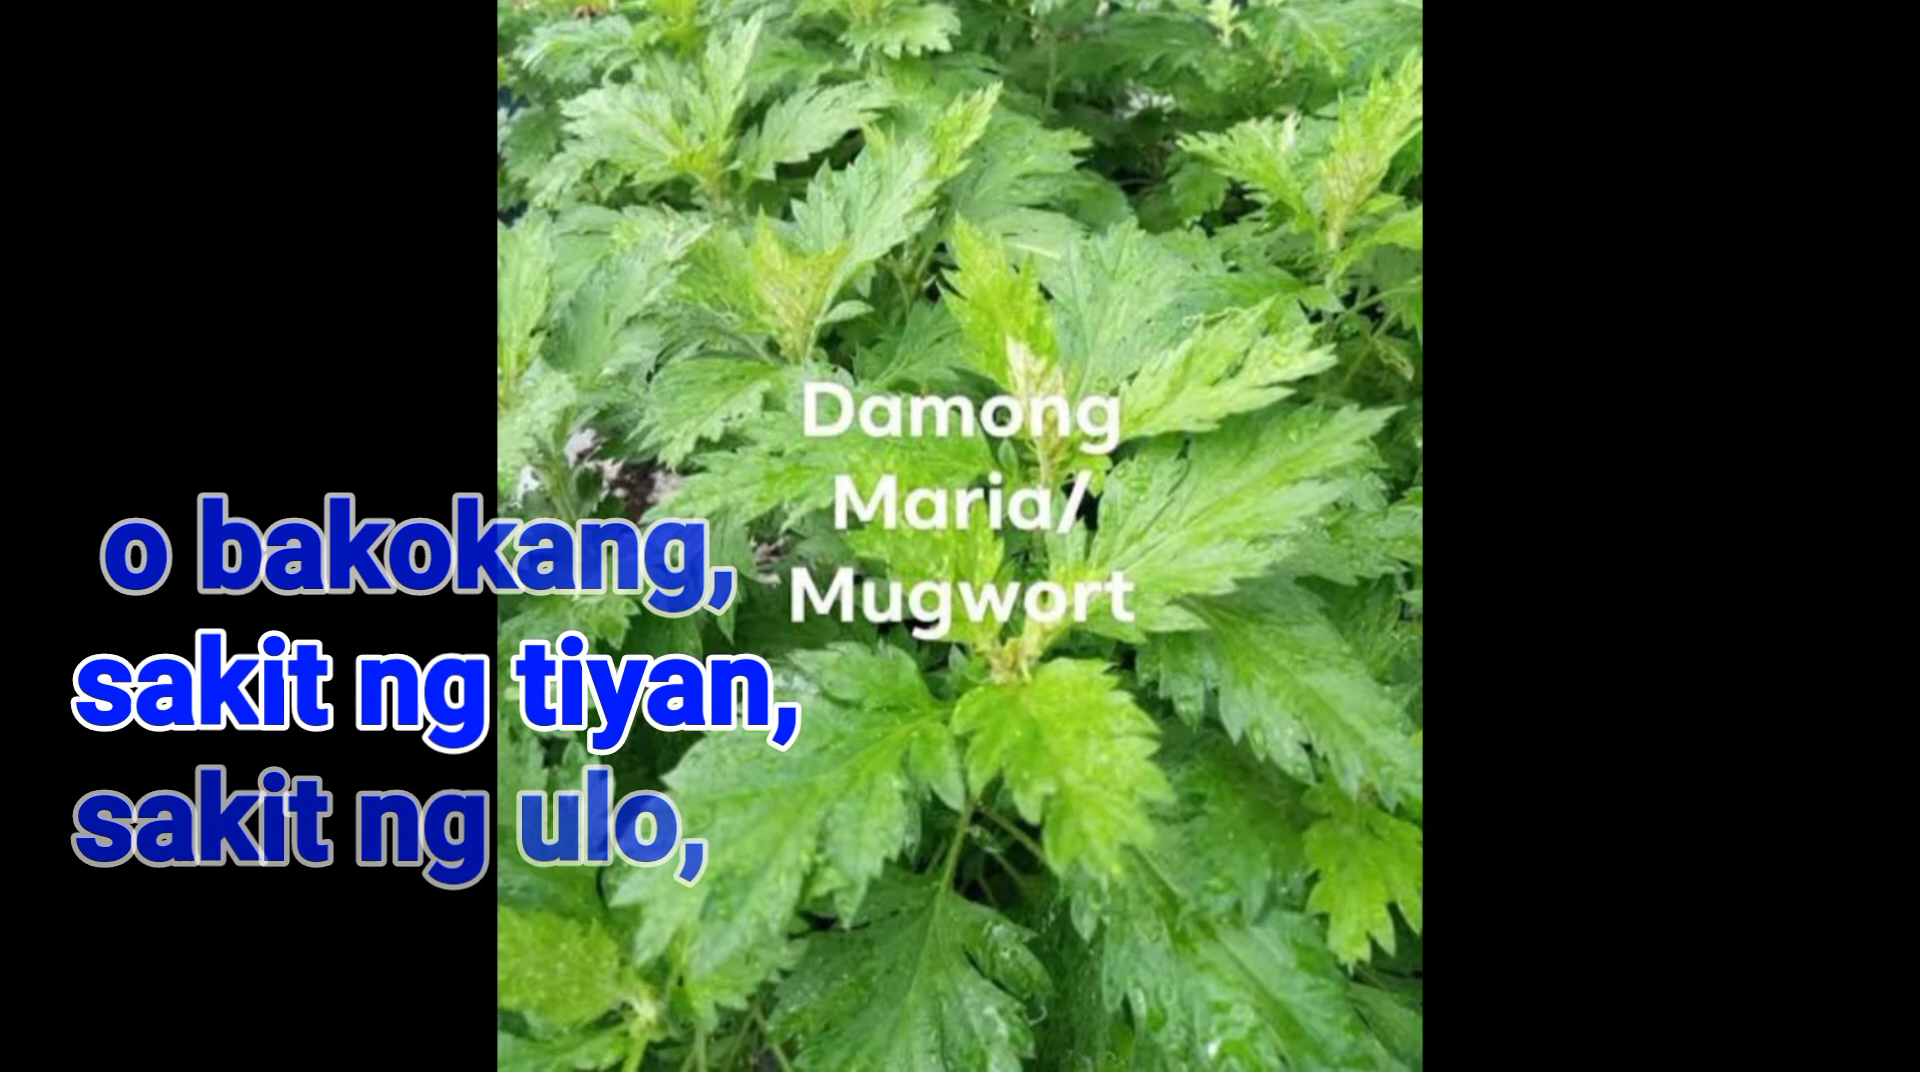 Damong
Maria/
Mugwort
o bakokang,
sakit ng tiyan,
sakit ng ulo,